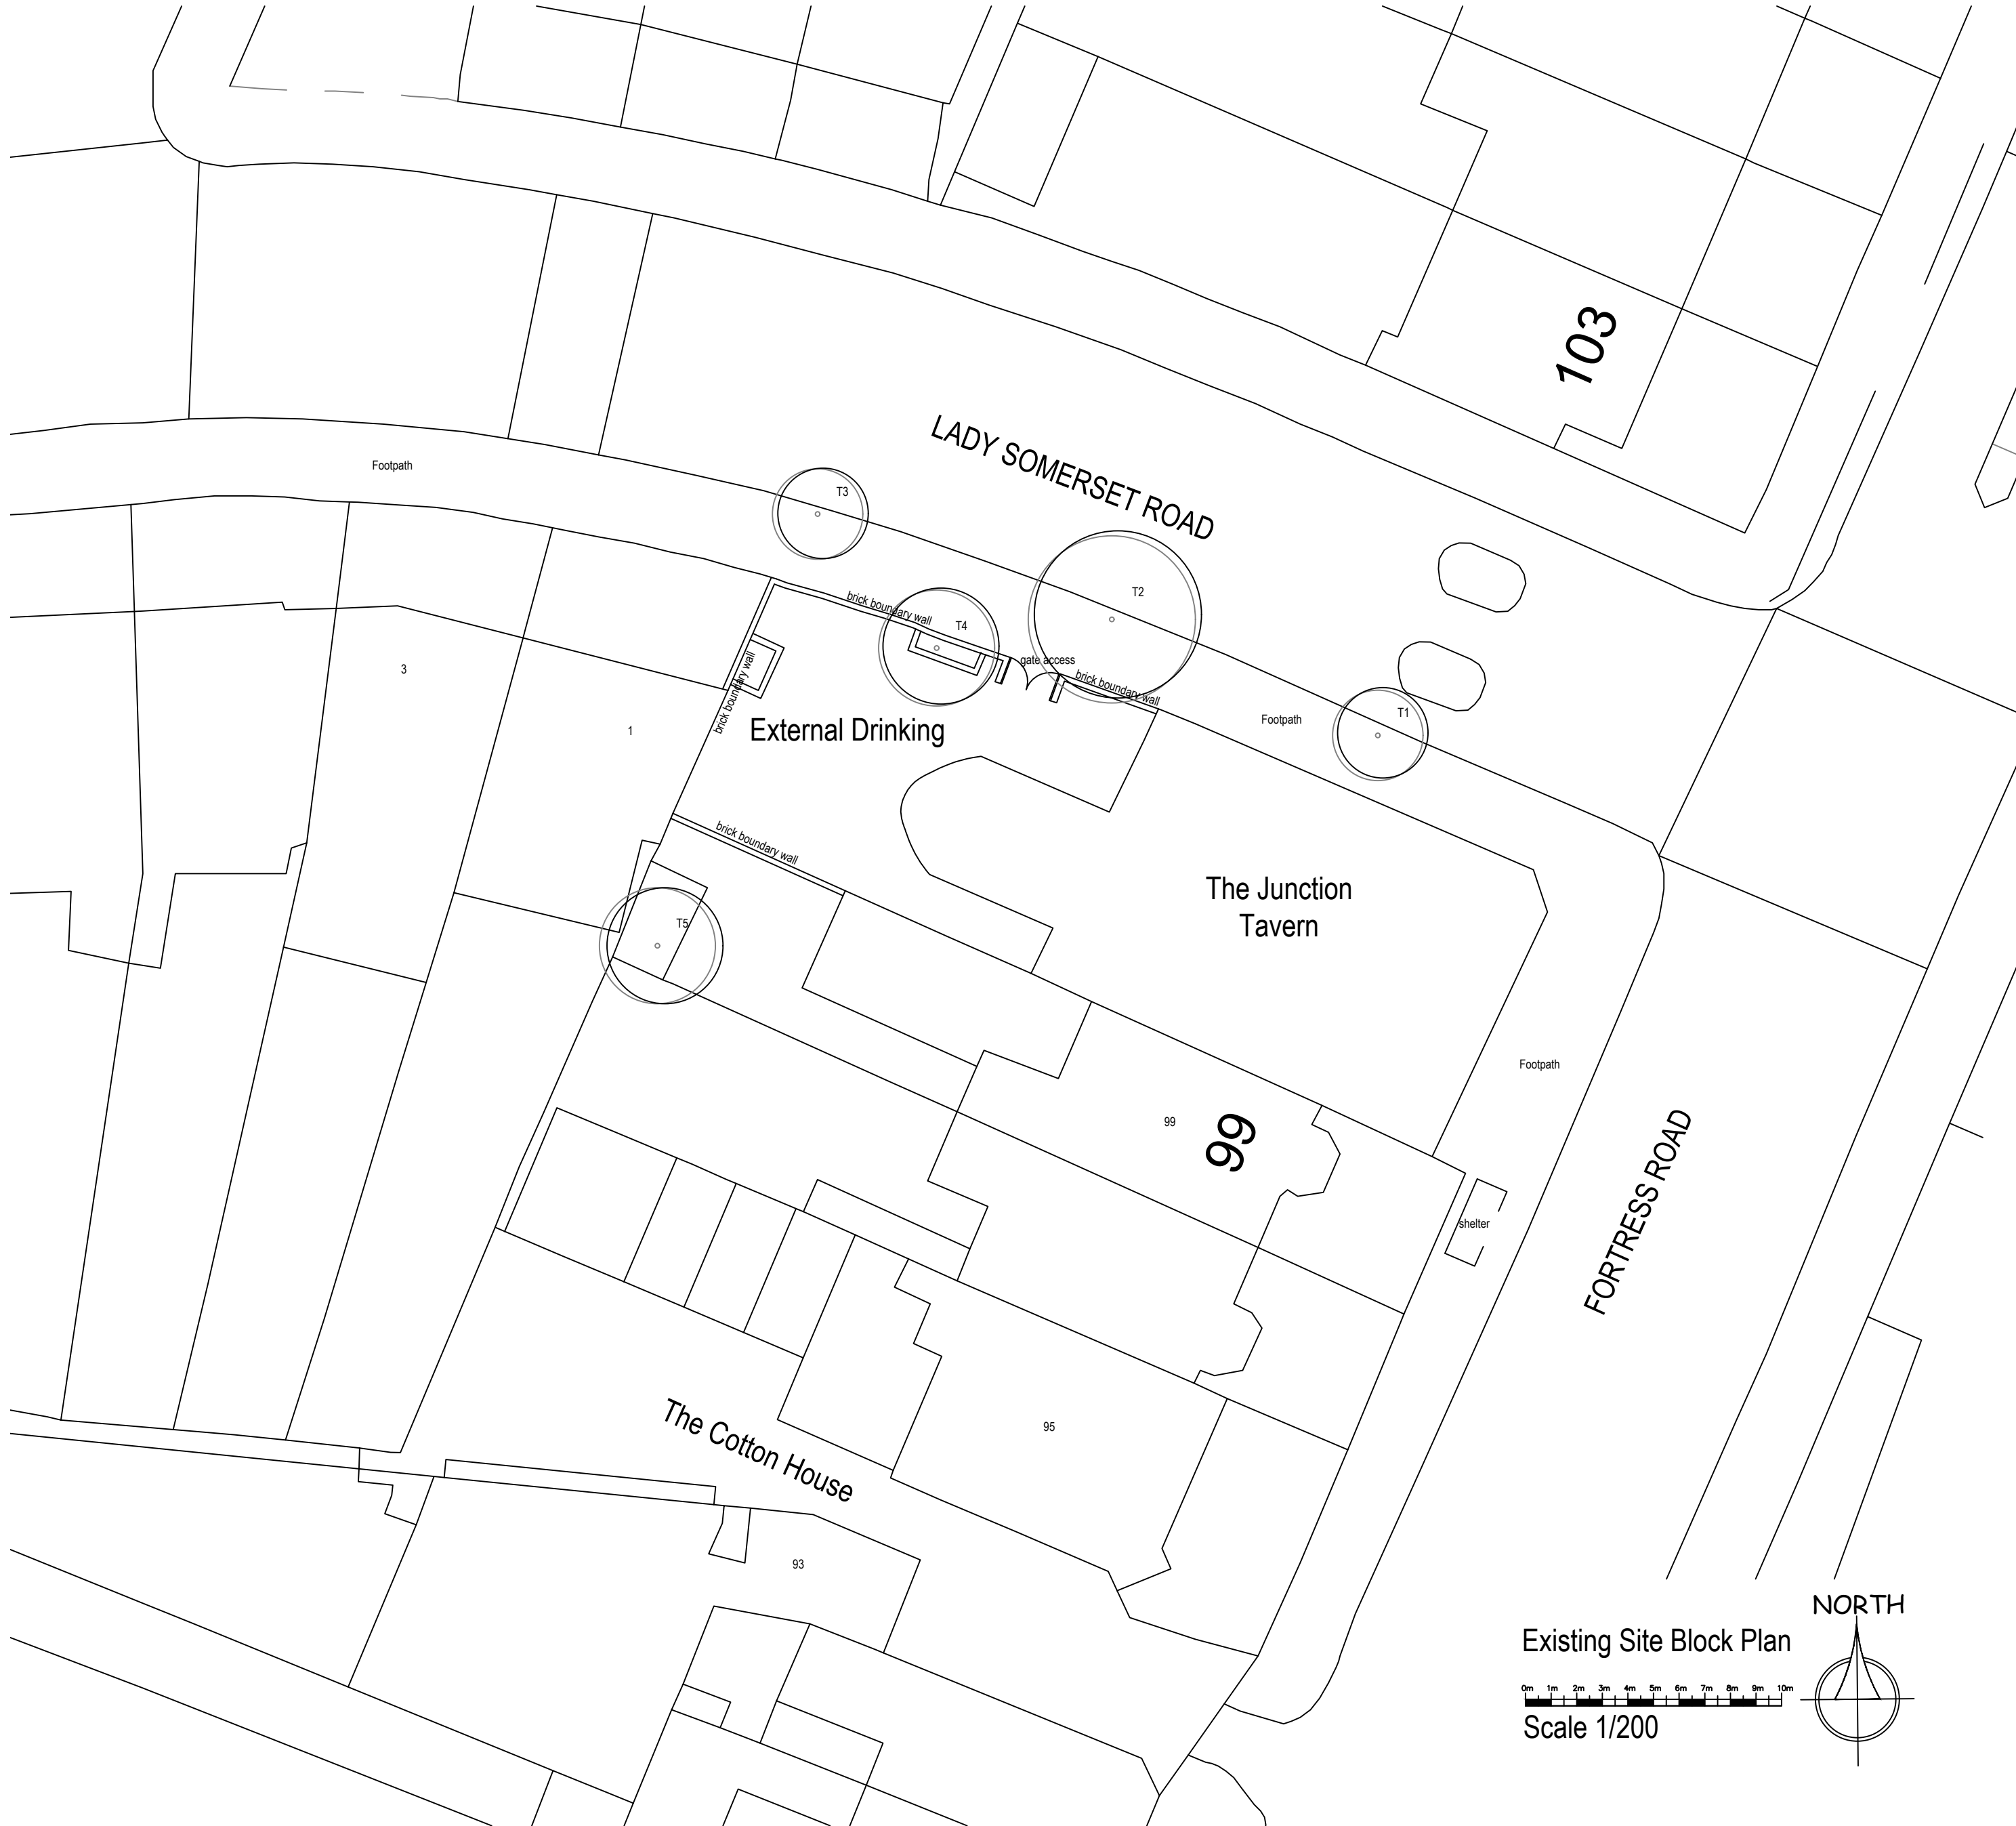 103
LADY SOMERSET ROAD
Footpath
T3
T2
brick boundary wall
T4
gate access
brick boundary wall
3
brick boundary wall
T1
Footpath
1
External Drinking
brick boundary wall
The Junction
Tavern
T5
Footpath
99
99
FORTRESS ROAD
shelter
The Cotton House
95
93
NORTH
Existing Site Block Plan
0m 1m 2m 3m 4m 5m 6m 7m 8m 9m 10m
Scale 1/200